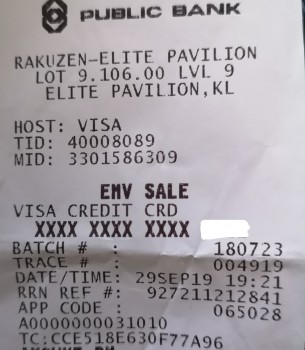 PUBLIC BANK
RAKUZEN-ELITE PAVILION
LOT 9.106.00 LVL 9
ELITE PAVILION,KL
HOST: VISA
TID: 40008089
MID: 3301586309
EMV SALE
VISA CREDIT CRD
XXXX XXXX XXXX
BATCH # : 180723
TRACE # : 004919
DATE/TIME: 29SEP19 19:21
RRN REF #: 927211212841
APP CODE : 065028
A0000000031010
TC:CCE518E630F77A96